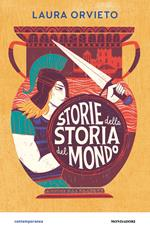 LAURA ORVIETO
STORIE
della
STORIA
del
MONDO
contemporanea
MONDADORI